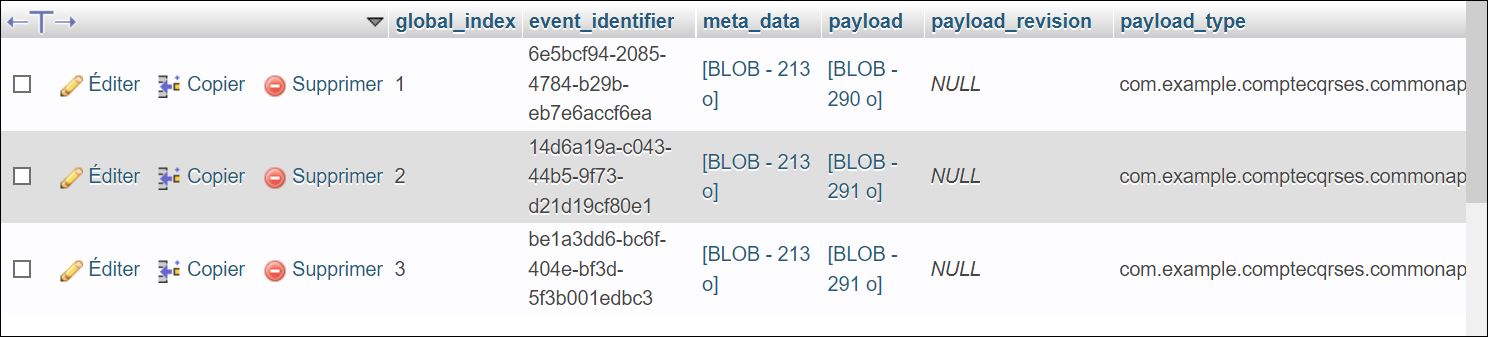 global_index event_identifier meta_data payload payload_revision payload_type
Éditer Copier Supprimer 1 6e5bcf94-2085-4784-b29b-eb7e6accf6ea [BLOB - 213 o] [BLOB - 290 o] NULL com.example.comptecqrses.commonap
Éditer Copier Supprimer 2 14d6a19a-c043-44b5-9f73-d21d19cf80e1 [BLOB - 213 o] [BLOB - 291 o] NULL com.example.comptecqrses.commonap
Éditer Copier Supprimer 3 be1a3dd6-bc6f-404e-bf3d-5f3b001edbc3 [BLOB - 213 o] [BLOB - 291 o] NULL com.example.comptecqrses.commonap